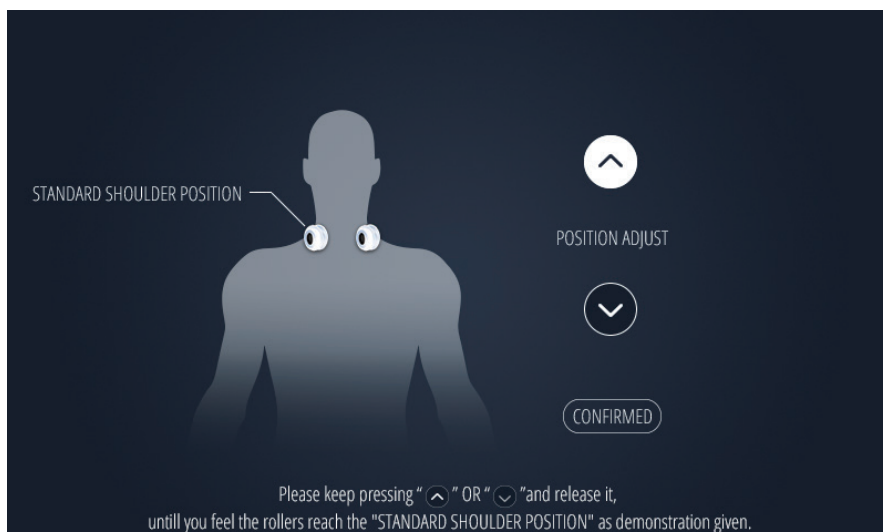 STANDARD SHOULDER POSITION
POSITION ADJUST
CONFIRMED
Please keep pressing “ ” OR “ ”and release it,
untill you feel the rollers reach the "STANDARD SHOULDER POSITION" as demonstration given.